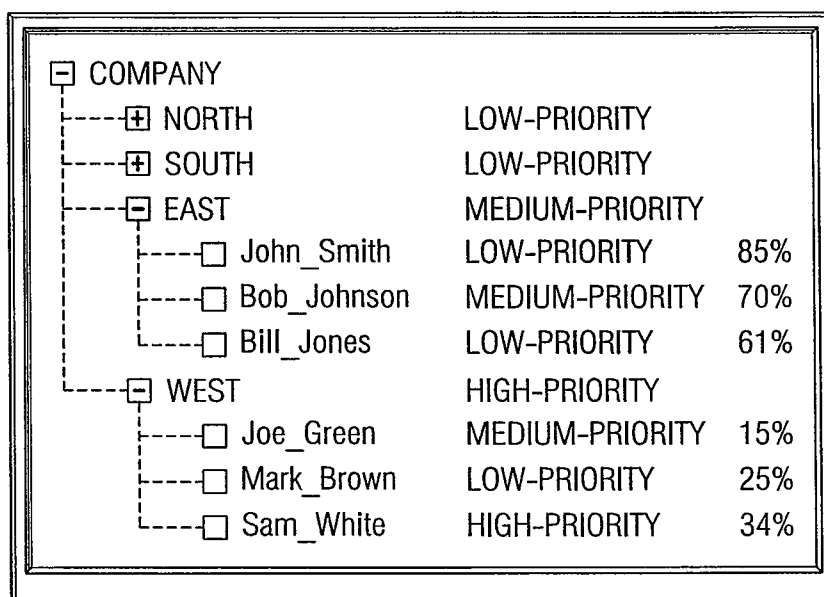 COMPANY
NORTH LOW-PRIORITY
SOUTH LOW-PRIORITY
EAST MEDIUM-PRIORITY
John_Smith LOW-PRIORITY 85%
Bob_Johnson MEDIUM-PRIORITY 70%
Bill_Jones LOW-PRIORITY 61%
WEST HIGH-PRIORITY
Joe_Green MEDIUM-PRIORITY 15%
Mark_Brown LOW-PRIORITY 25%
Sam_White HIGH-PRIORITY 34%